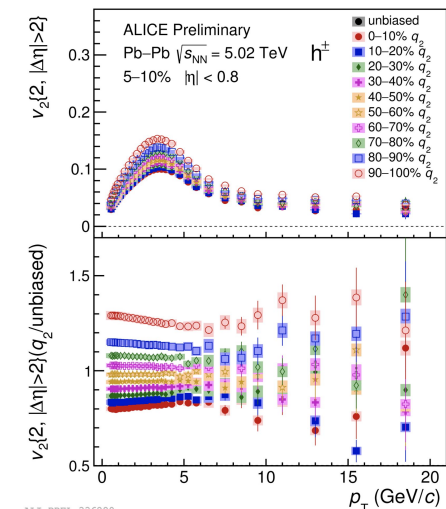 ALICE Preliminary
Pb–Pb √sNN = 5.02 TeV
5–10% |η| < 0.8
h±
unbiased
0–10% q2
10–20% q2
20–30% q2
30–40% q2
40–50% q2
50–60% q2
60–70% q2
70–80% q2
80–90% q2
90–100% q2
v2{2, |Δη|>2}
0.3
0.2
0.1
0
v2{2, |Δη|>2}(q2/unbiased)
1.5
1
0.5
0 5 10 15 20
pT (GeV/c)